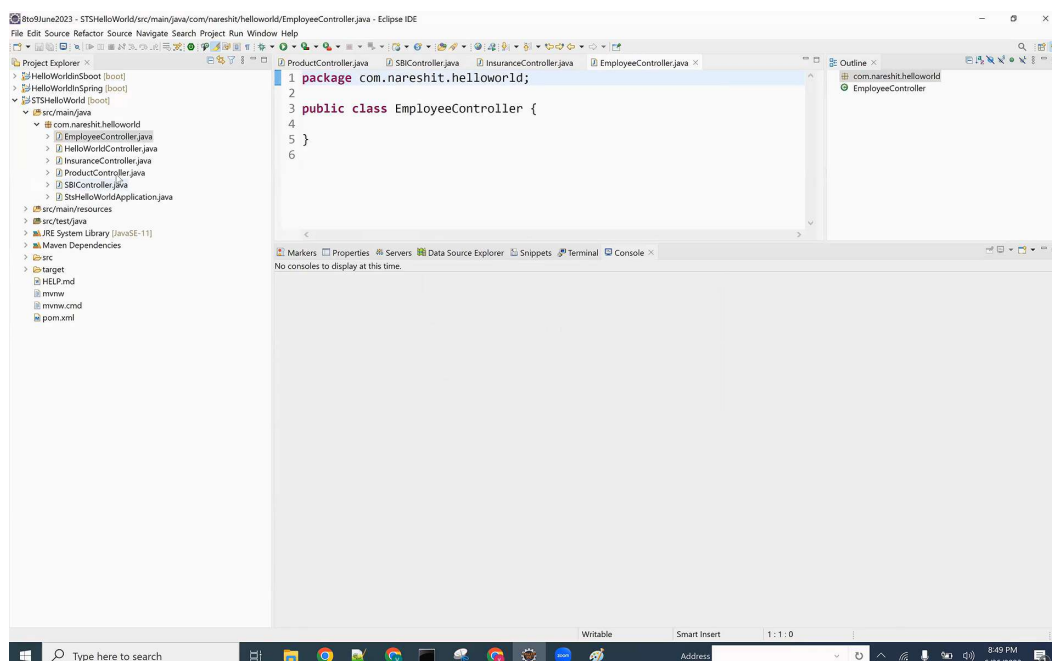 8to9June2023 - STSHelloWorld/src/main/java/com/nareshit/helloworld/EmployeeController.java - Eclipse IDE
File Edit Source Refactor Source Navigate Search Project Run Window Help
Project Explorer
HelloWorldinSboot [boot]
HelloWorldInSpring [boot]
STSHelloWorld [boot]
src/main/java
com.nareshit.helloworld
EmployeeController.java
HelloWorldController.java
InsuranceController.java
ProductController.java
SBIController.java
StsHelloWorldApplication.java
src/main/resources
src/test/java
JRE System Library [JavaSE-11]
Maven Dependencies
src
target
HELP.md
mvnw
mvnw.cmd
pom.xml
ProductController.java SBIController.java InsuranceController.java EmployeeController.java
1 package com.nareshit.helloworld;
2
3 public class EmployeeController {
4
5 }
6
Outline
com.nareshit.helloworld
EmployeeController
Markers Properties Servers Data Source Explorer Snippets Terminal Console
No consoles to display at this time.
Writable Smart Insert 1 : 1 : 0
Type here to search
zoom
Address
8:49 PM